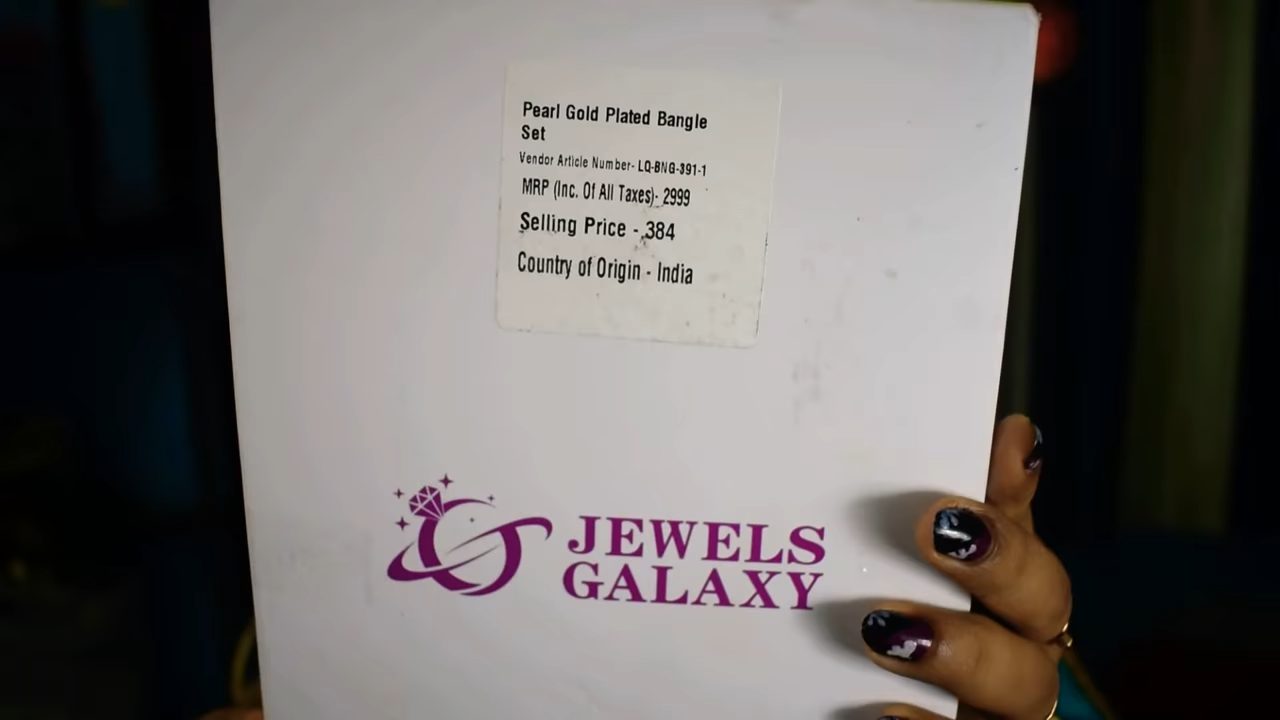 Pearl Gold Plated Bangle
Set
Vendor Article Number- LQ-BNG-391-1
MRP (Inc. Of All Taxes)- 2999
Selling Price - 384
Country of Origin - India
JEWELS
GALAXY